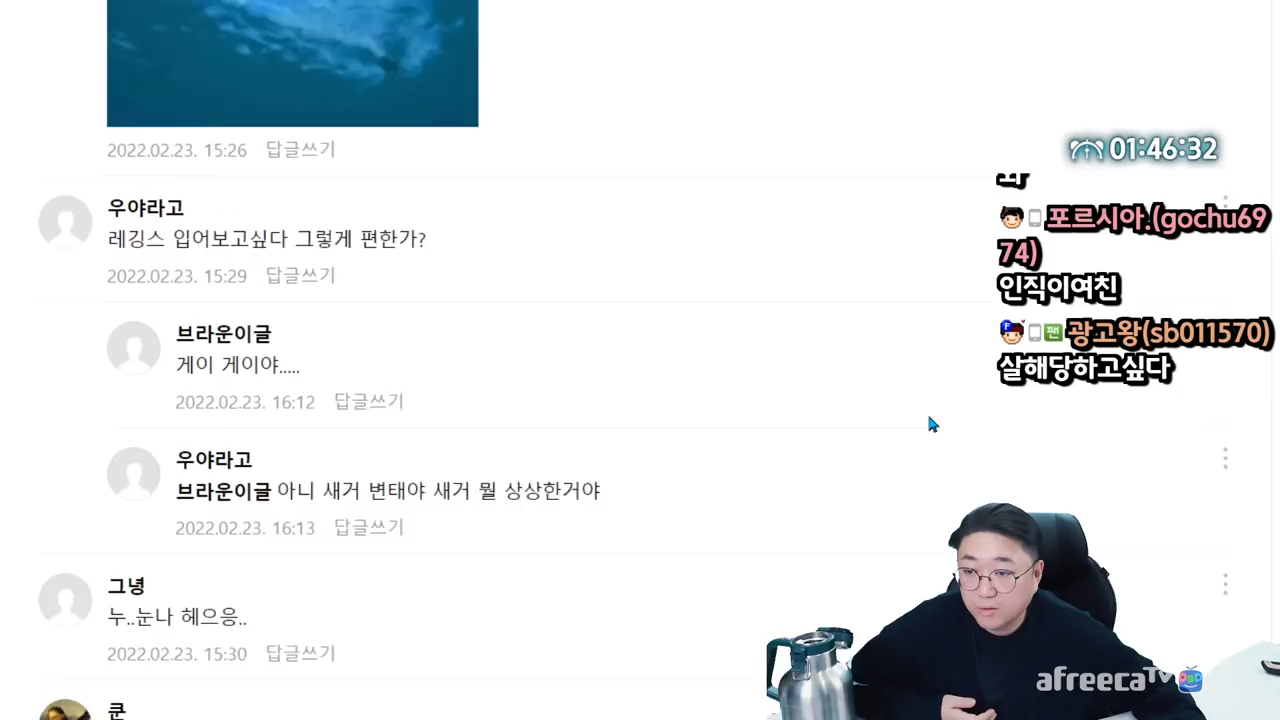 2022.02.23. 15:26 답글쓰기
우야라고
레깅스 입어보고싶다 그렇게 편한가?
2022.02.23. 15:29 답글쓰기
브라운이글
게이 게이야.....
2022.02.23. 16:12 답글쓰기
우야라고
브라운이글 아니 새거 변태야 새거 뭘 상상한거야
2022.02.23. 16:13 답글쓰기
그녕
누..눈나 헤으응..
2022.02.23. 15:30 답글쓰기
쿤
01:46:32
포르시아.(gochu69
74)
인직이여친
팬 광고왕(sb011570)
살해당하고싶다
afreecaTV